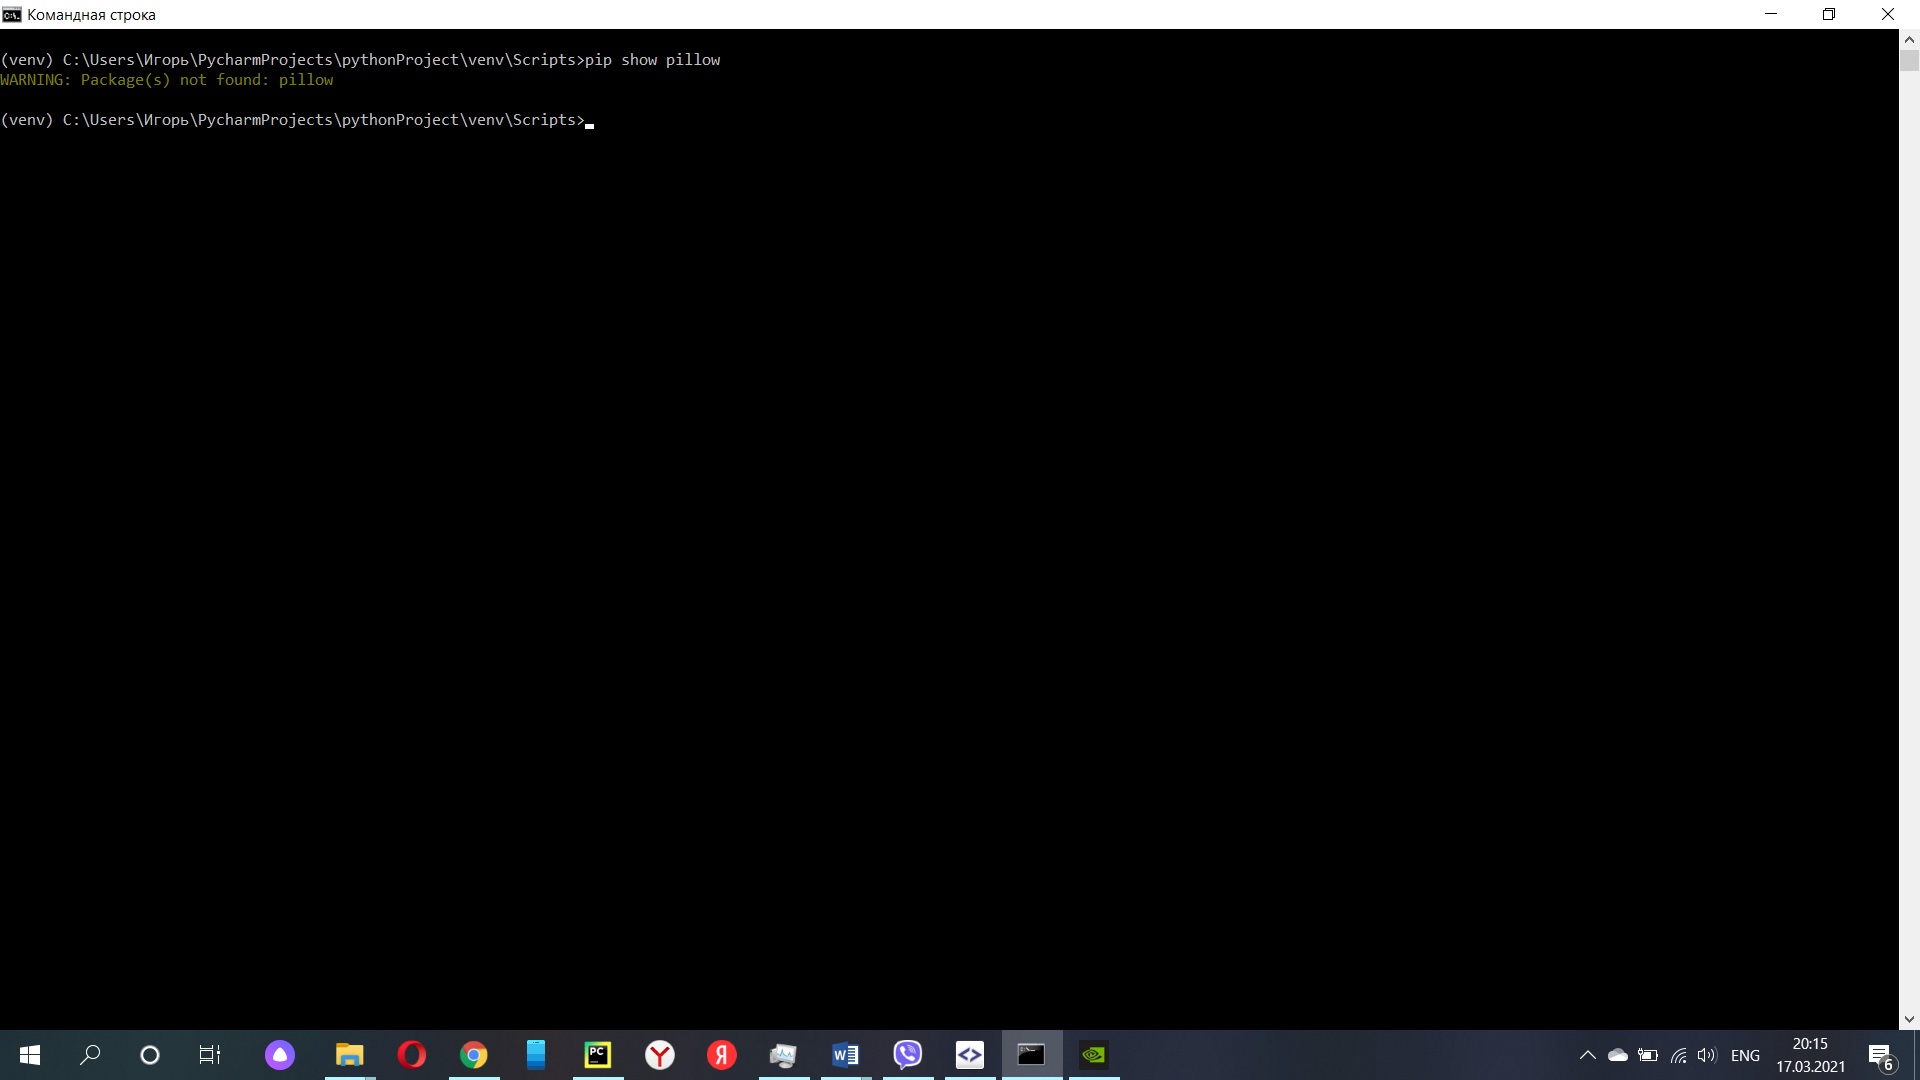 Командная строка
(venv) C:\Users\Игорь\PycharmProjects\pythonProject\venv\Scripts>pip show pillow
WARNING: Package(s) not found: pillow
(venv) C:\Users\Игорь\PycharmProjects\pythonProject\venv\Scripts>
ENG
20:15
17.03.2021
6